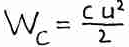 W_C = \frac{c u^2}{2}